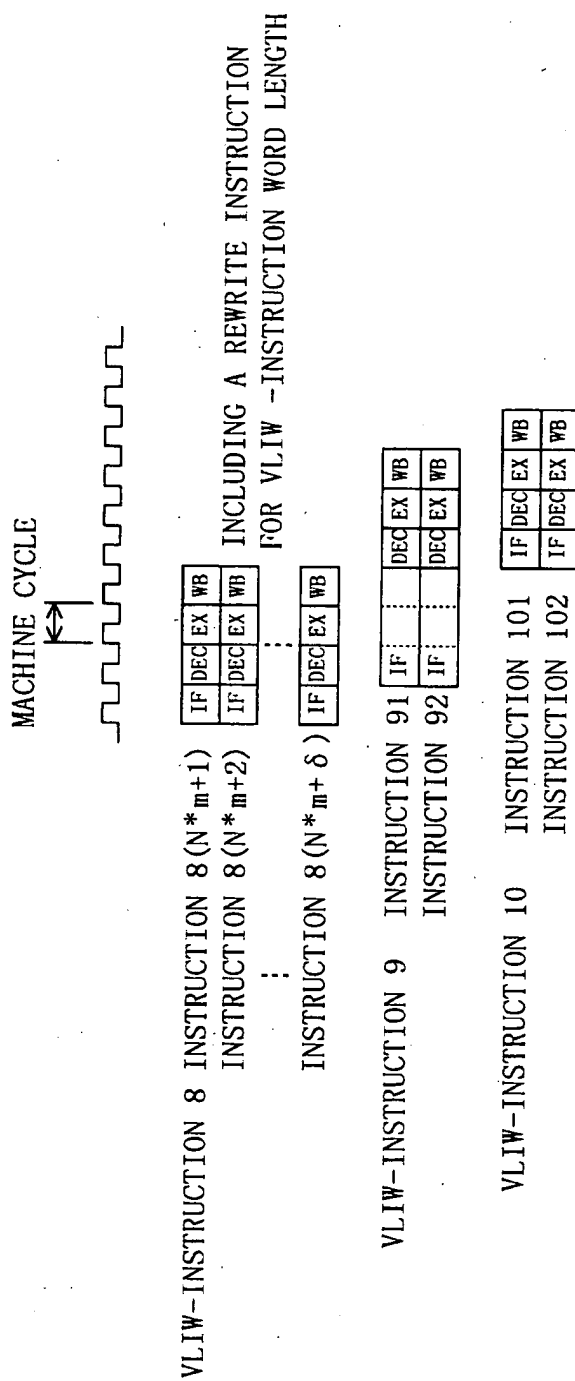 MACHINE CYCLE
VLIW-INSTRUCTION 8 INSTRUCTION 8(N*m+1) IF DEC EX WB
INSTRUCTION 8(N*m+2) IF DEC EX WB
INCLUDING A REWRITE INSTRUCTION
FOR VLIW -INSTRUCTION WORD LENGTH
INSTRUCTION 8(N*m+ δ) IF DEC EX WB
VLIW-INSTRUCTION 9 INSTRUCTION 91 IF DEC EX WB
INSTRUCTION 92 IF DEC EX WB
VLIW-INSTRUCTION 10 INSTRUCTION 101 IF DEC EX WB
INSTRUCTION 102 IF DEC EX WB